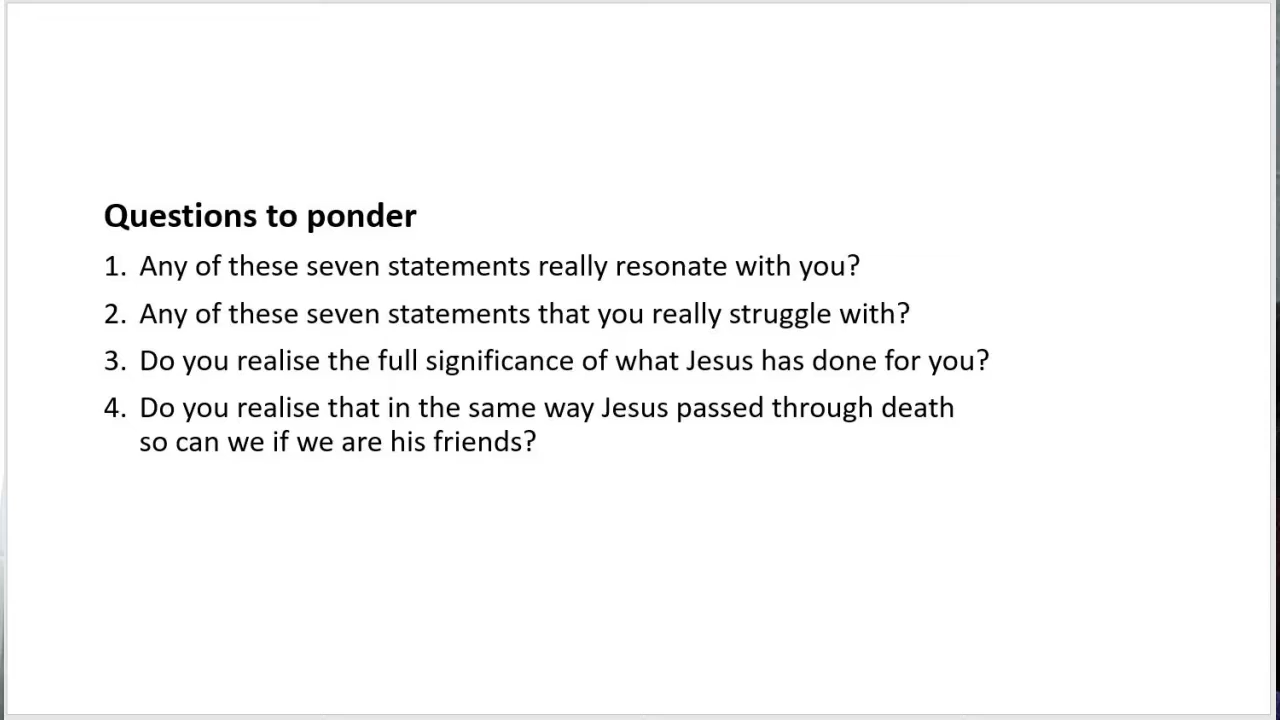 Questions to ponder
1. Any of these seven statements really resonate with you?
2. Any of these seven statements that you really struggle with?
3. Do you realise the full significance of what Jesus has done for you?
4. Do you realise that in the same way Jesus passed through death
so can we if we are his friends?